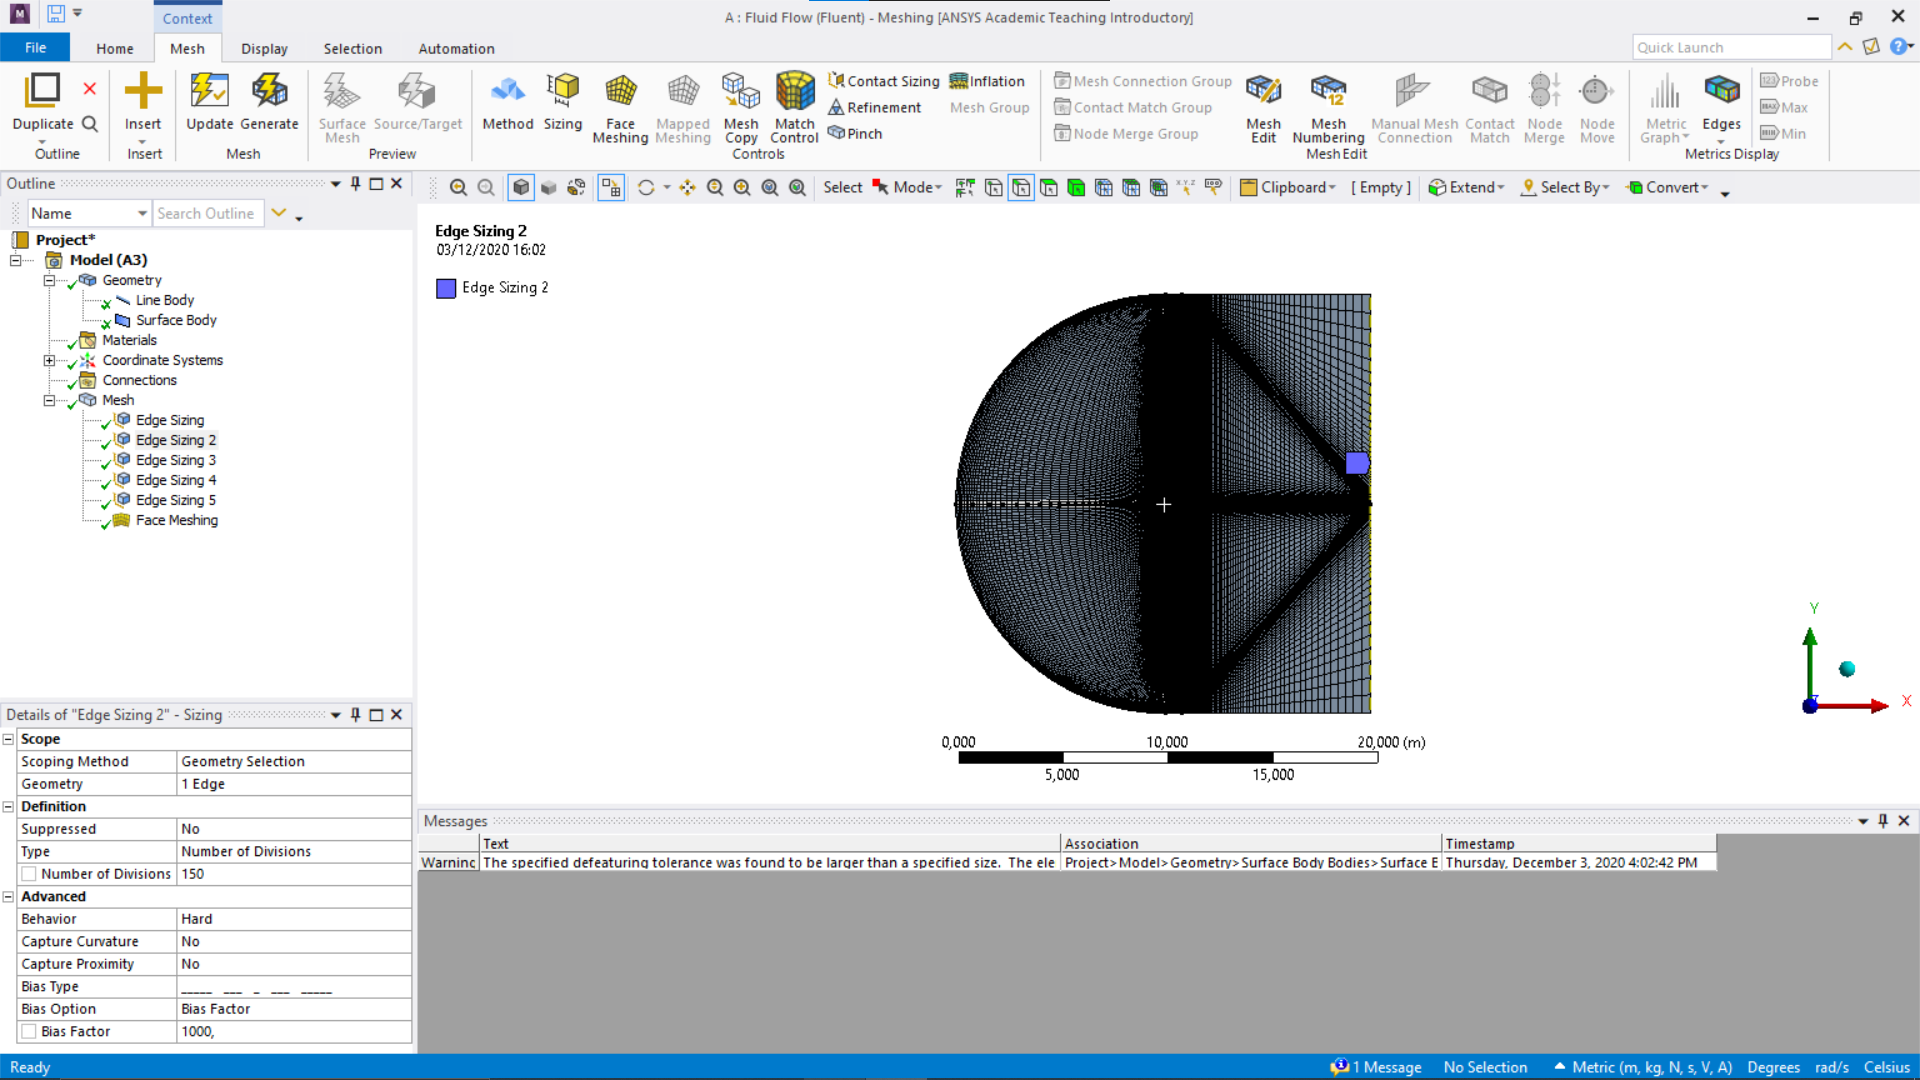 Context
A : Fluid Flow (Fluent) - Meshing [ANSYS Academic Teaching Introductory]
File Home Mesh Display Selection Automation
Quick Launch
Duplicate
Outline
Insert
Insert
Update Generate
Mesh
Surface Mesh Source/Target
Preview
Method Sizing Face Meshing Mapped Meshing Mesh Copy Match Control
Contact Sizing
Refinement
Pinch
Inflation
Mesh Group
Controls
Mesh Connection Group
Contact Match Group
Node Merge Group
Mesh Edit Mesh Numbering Manual Mesh Connection Contact Match Node Merge Node Move
Mesh Edit
Metric Graph Edges
Probe
Max
Min
Metrics Display
Outline
Name Search Outline
Select Mode Clipboard [ Empty ] Extend Select By Convert
Project*
Model (A3)
Geometry
Line Body
Surface Body
Materials
Coordinate Systems
Connections
Mesh
Edge Sizing
Edge Sizing 2
Edge Sizing 3
Edge Sizing 4
Edge Sizing 5
Face Meshing
Edge Sizing 2
03/12/2020 16:02
Edge Sizing 2
0,000 10,000 20,000 (m)
5,000 15,000
Y
X
Details of "Edge Sizing 2" - Sizing
Scope
Scoping Method Geometry Selection
Geometry 1 Edge
Definition
Suppressed No
Type Number of Divisions
Number of Divisions 150
Advanced
Behavior Hard
Capture Curvature No
Capture Proximity No
Bias Type
Bias Option Bias Factor
Bias Factor 1000,
Messages
Text Association Timestamp
Warninc The specified defeaturing tolerance was found to be larger than a specified size. The ele Project>Model>Geometry>Surface Body Bodies>Surface E Thursday, December 3, 2020 4:02:42 PM
Ready
1 Message No Selection Metric (m, kg, N, s, V, A) Degrees rad/s Celsius